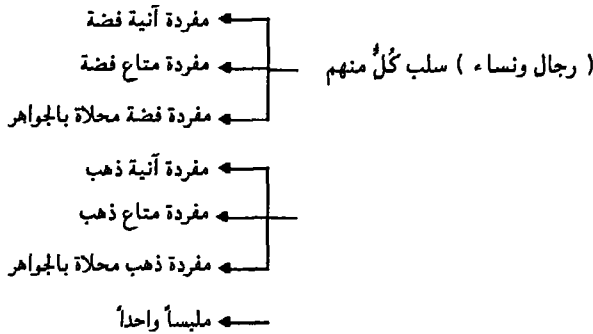 مفردة آنية فضة
( رجال ونساء ) سلب كُلٌّ منهم
مفردة متاع فضة
مفردة فضة محلاة بالجواهر
مفردة آنية ذهب
مفردة متاع ذهب
مفردة ذهب محلاة بالجواهر
ملبساً واحداً